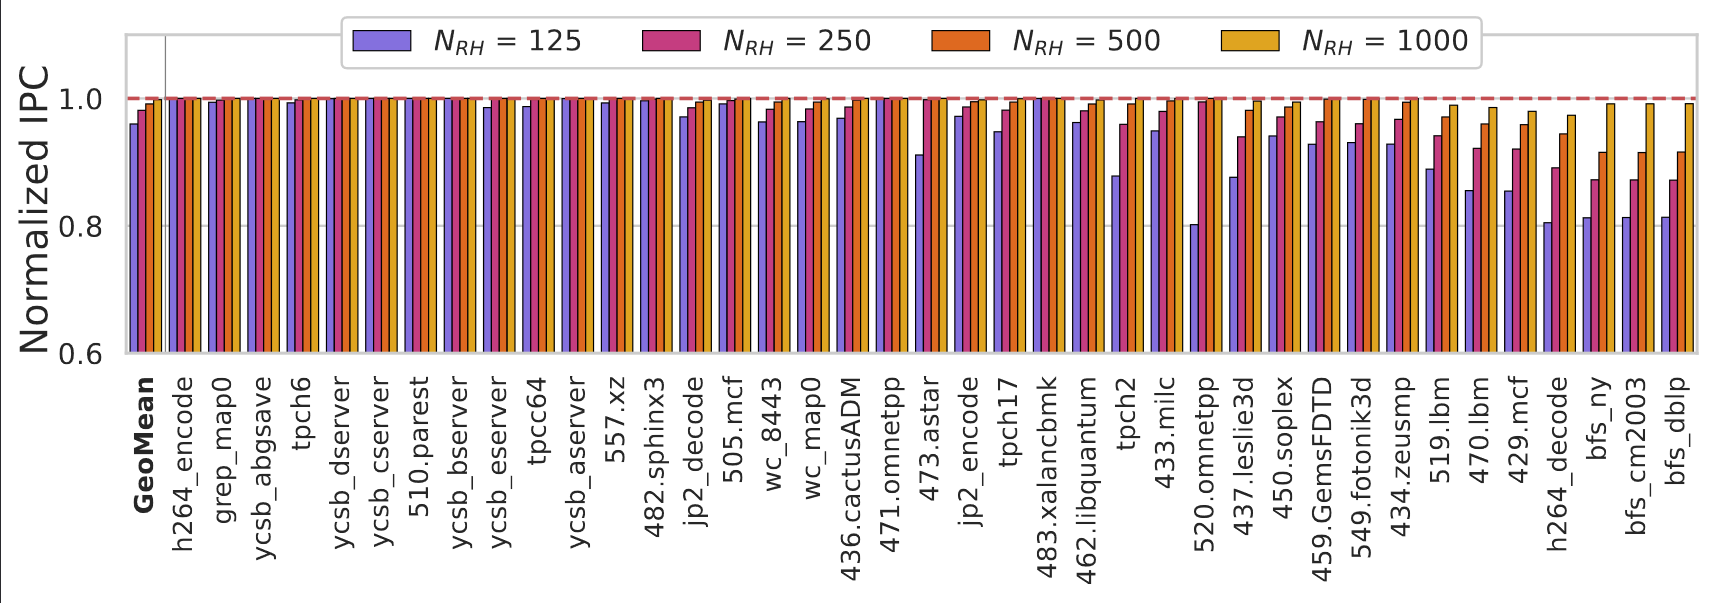 N_RH = 125 N_RH = 250 N_RH = 500 N_RH = 1000
Normalized IPC
1.0
0.8
0.6
GeoMean
h264_encode
grep_map0
ycsb_abgsave
tpch6
ycsb_dserver
ycsb_cserver
510.parest
ycsb_bserver
ycsb_eserver
tpcc64
ycsb_aserver
557.xz
482.sphinx3
jp2_decode
505.mcf
wc_8443
wc_map0
436.cactusADM
471.omnetpp
473.astar
jp2_encode
tpch17
483.xalancbmk
462.libquantum
tpch2
433.milc
520.omnetpp
437.leslie3d
450.soplex
459.GemsFDTD
549.fotonik3d
434.zeusmp
519.lbm
470.lbm
429.mcf
h264_decode
bfs_ny
bfs_cm2003
bfs_dblp